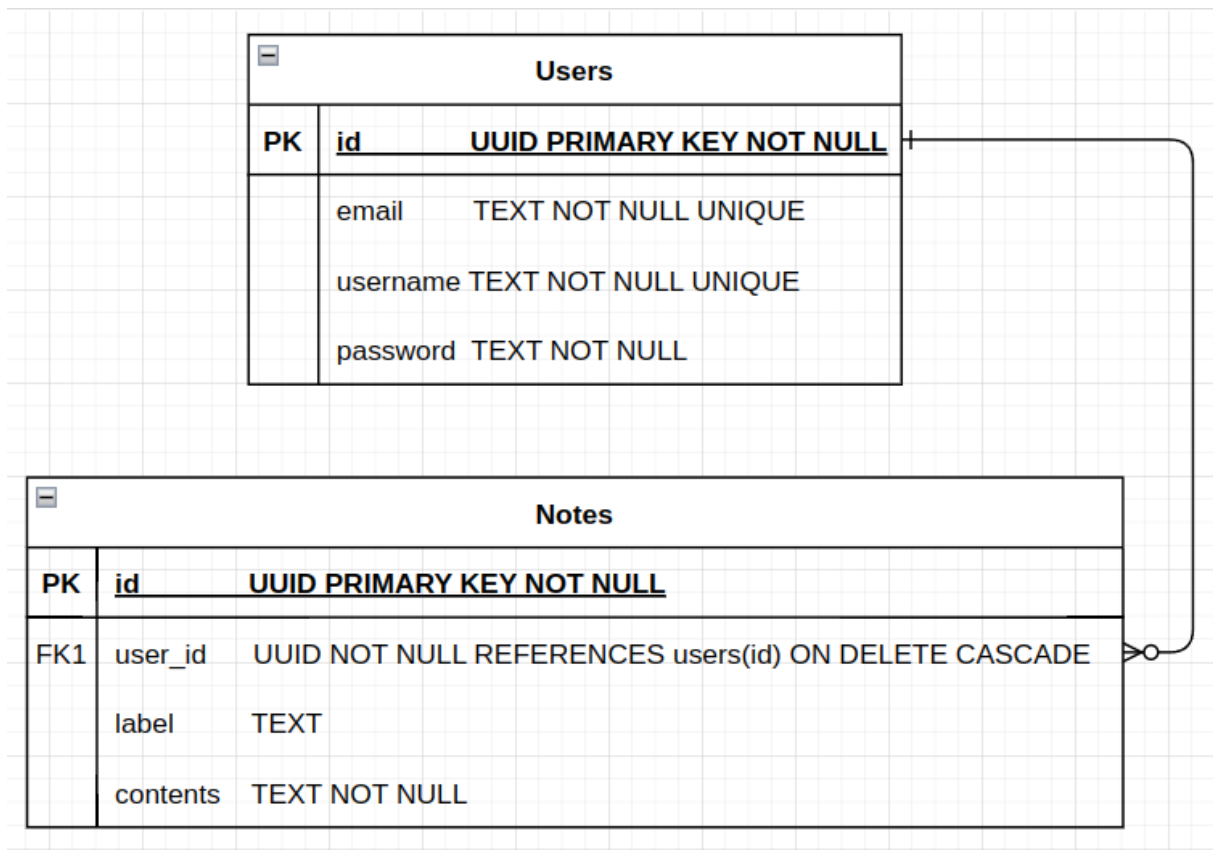 Users
PK id UUID PRIMARY KEY NOT NULL
email TEXT NOT NULL UNIQUE
username TEXT NOT NULL UNIQUE
password TEXT NOT NULL
Notes
PK id UUID PRIMARY KEY NOT NULL
FK1 user_id UUID NOT NULL REFERENCES users(id) ON DELETE CASCADE
label TEXT
contents TEXT NOT NULL